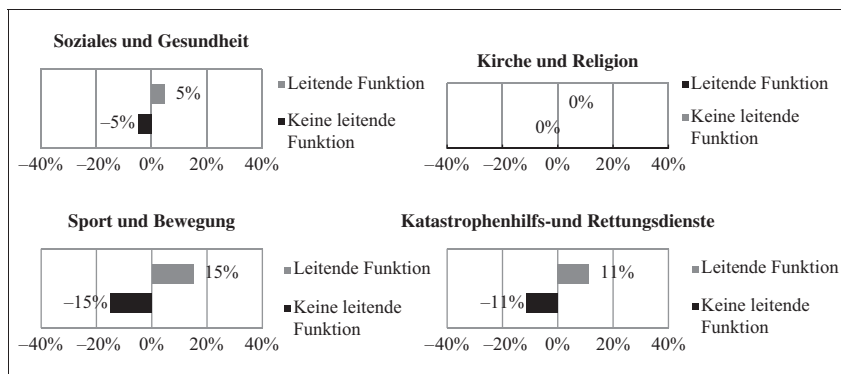 Soziales und Gesundheit
5%
–5%
Leitende Funktion
Keine leitende
Funktion
–40% –20% 0% 20% 40%
Kirche und Religion
0%
0%
Leitende Funktion
Keine leitende
Funktion
–40% –20% 0% 20% 40%
Sport und Bewegung
15%
–15%
Leitende Funktion
Keine leitende
Funktion
–40% –20% 0% 20% 40%
Katastrophenhilfs-und Rettungsdienste
11%
–11%
Leitende Funktion
Keine leitende
Funktion
–40% –20% 0% 20% 40%